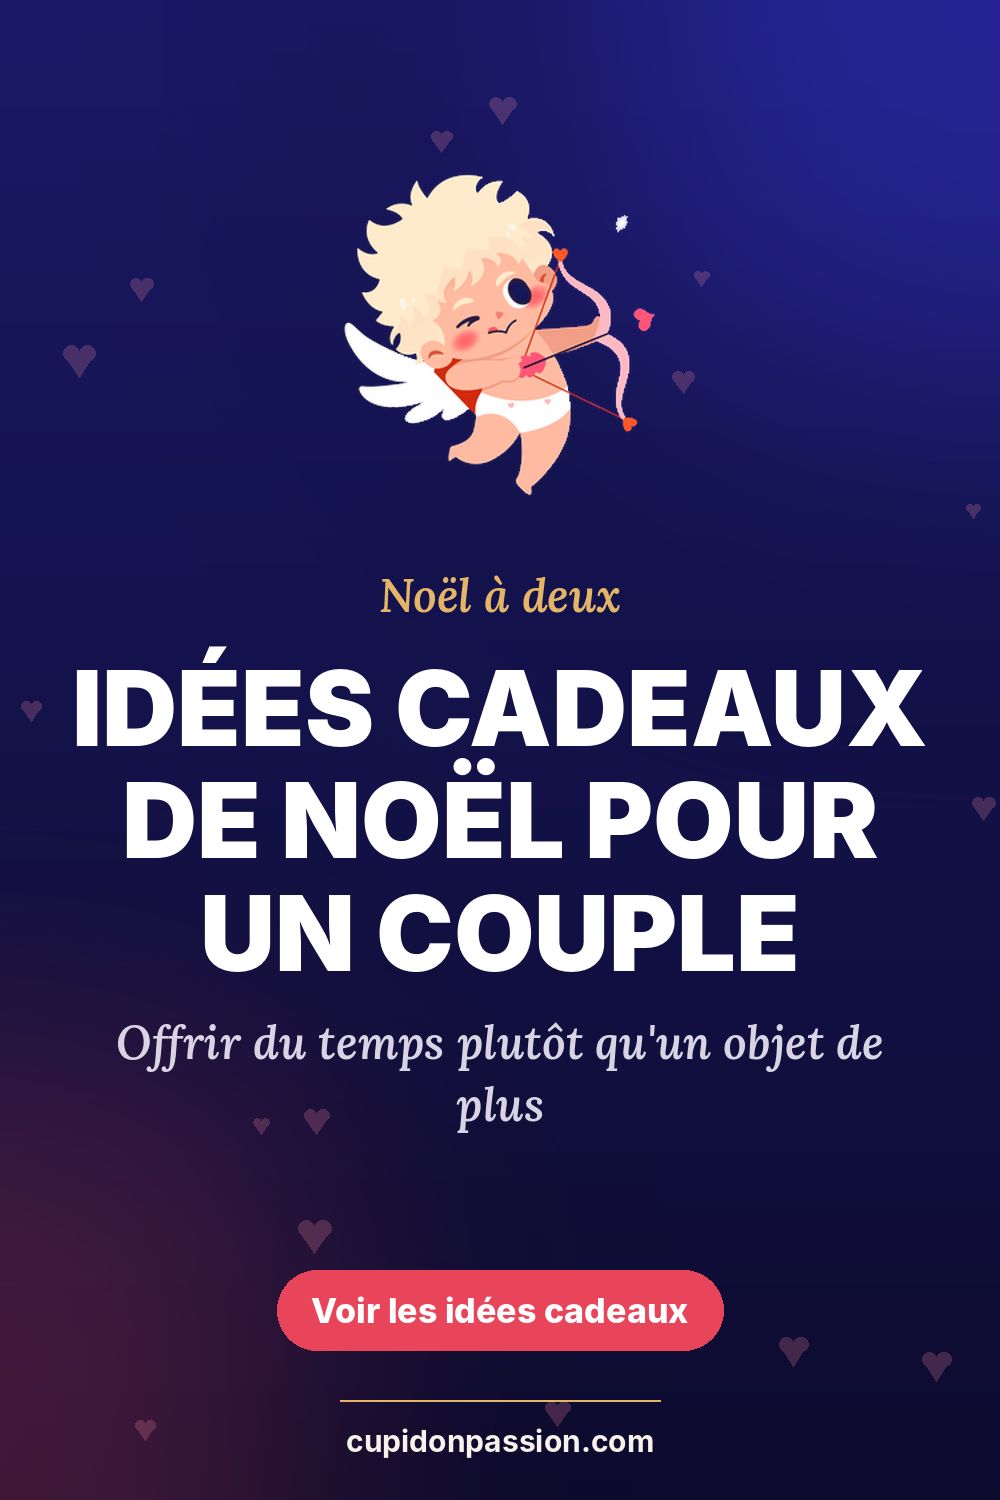 Noël à deux
IDÉES CADEAUX
DE NOËL POUR
UN COUPLE
Offrir du temps plutôt qu'un objet de
plus
Voir les idées cadeaux
cupidonpassion.com